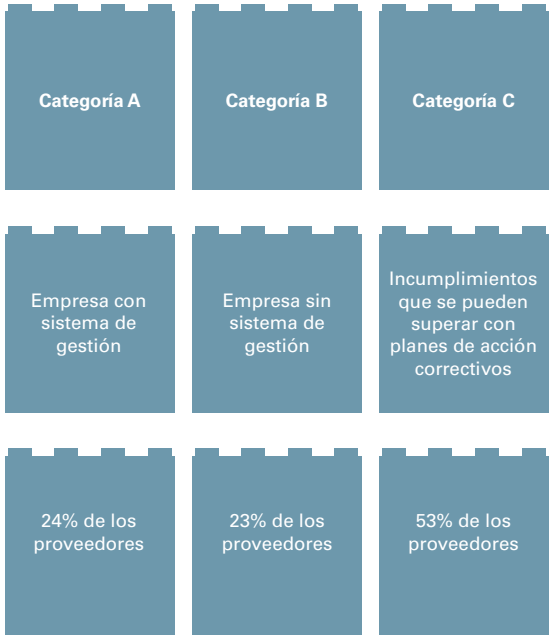 Categoría A
Categoría B
Categoría C
Empresa con
sistema de
gestión
Empresa sin
sistema de
gestión
Incumplimientos
que se pueden
superar con
planes de acción
correctivos
24% de los
proveedores
23% de los
proveedores
53% de los
proveedores